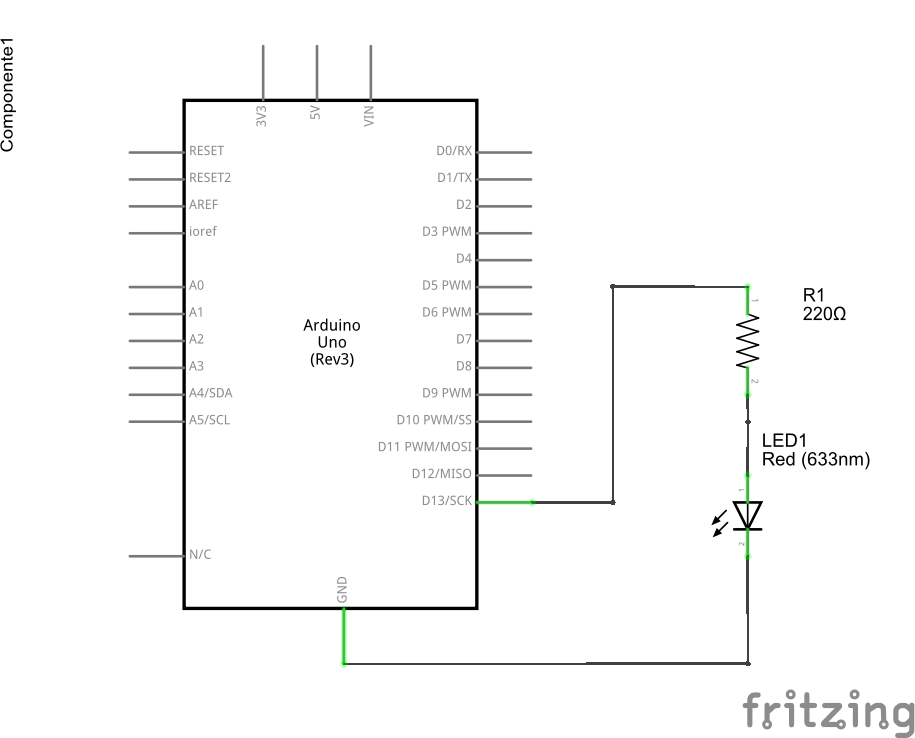 Componente1
3V3
5V
VIN
RESET
RESET2
AREF
ioref
A0
A1
A2
A3
A4/SDA
A5/SCL
N/C
Arduino
Uno
(Rev3)
D0/RX
D1/TX
D2
D3 PWM
D4
D5 PWM
D6 PWM
D7
D8
D9 PWM
D10 PWM/SS
D11 PWM/MOSI
D12/MISO
D13/SCK
GND
1
2
R1
220Ω
LED1
Red (633nm)
1
2
fritzing